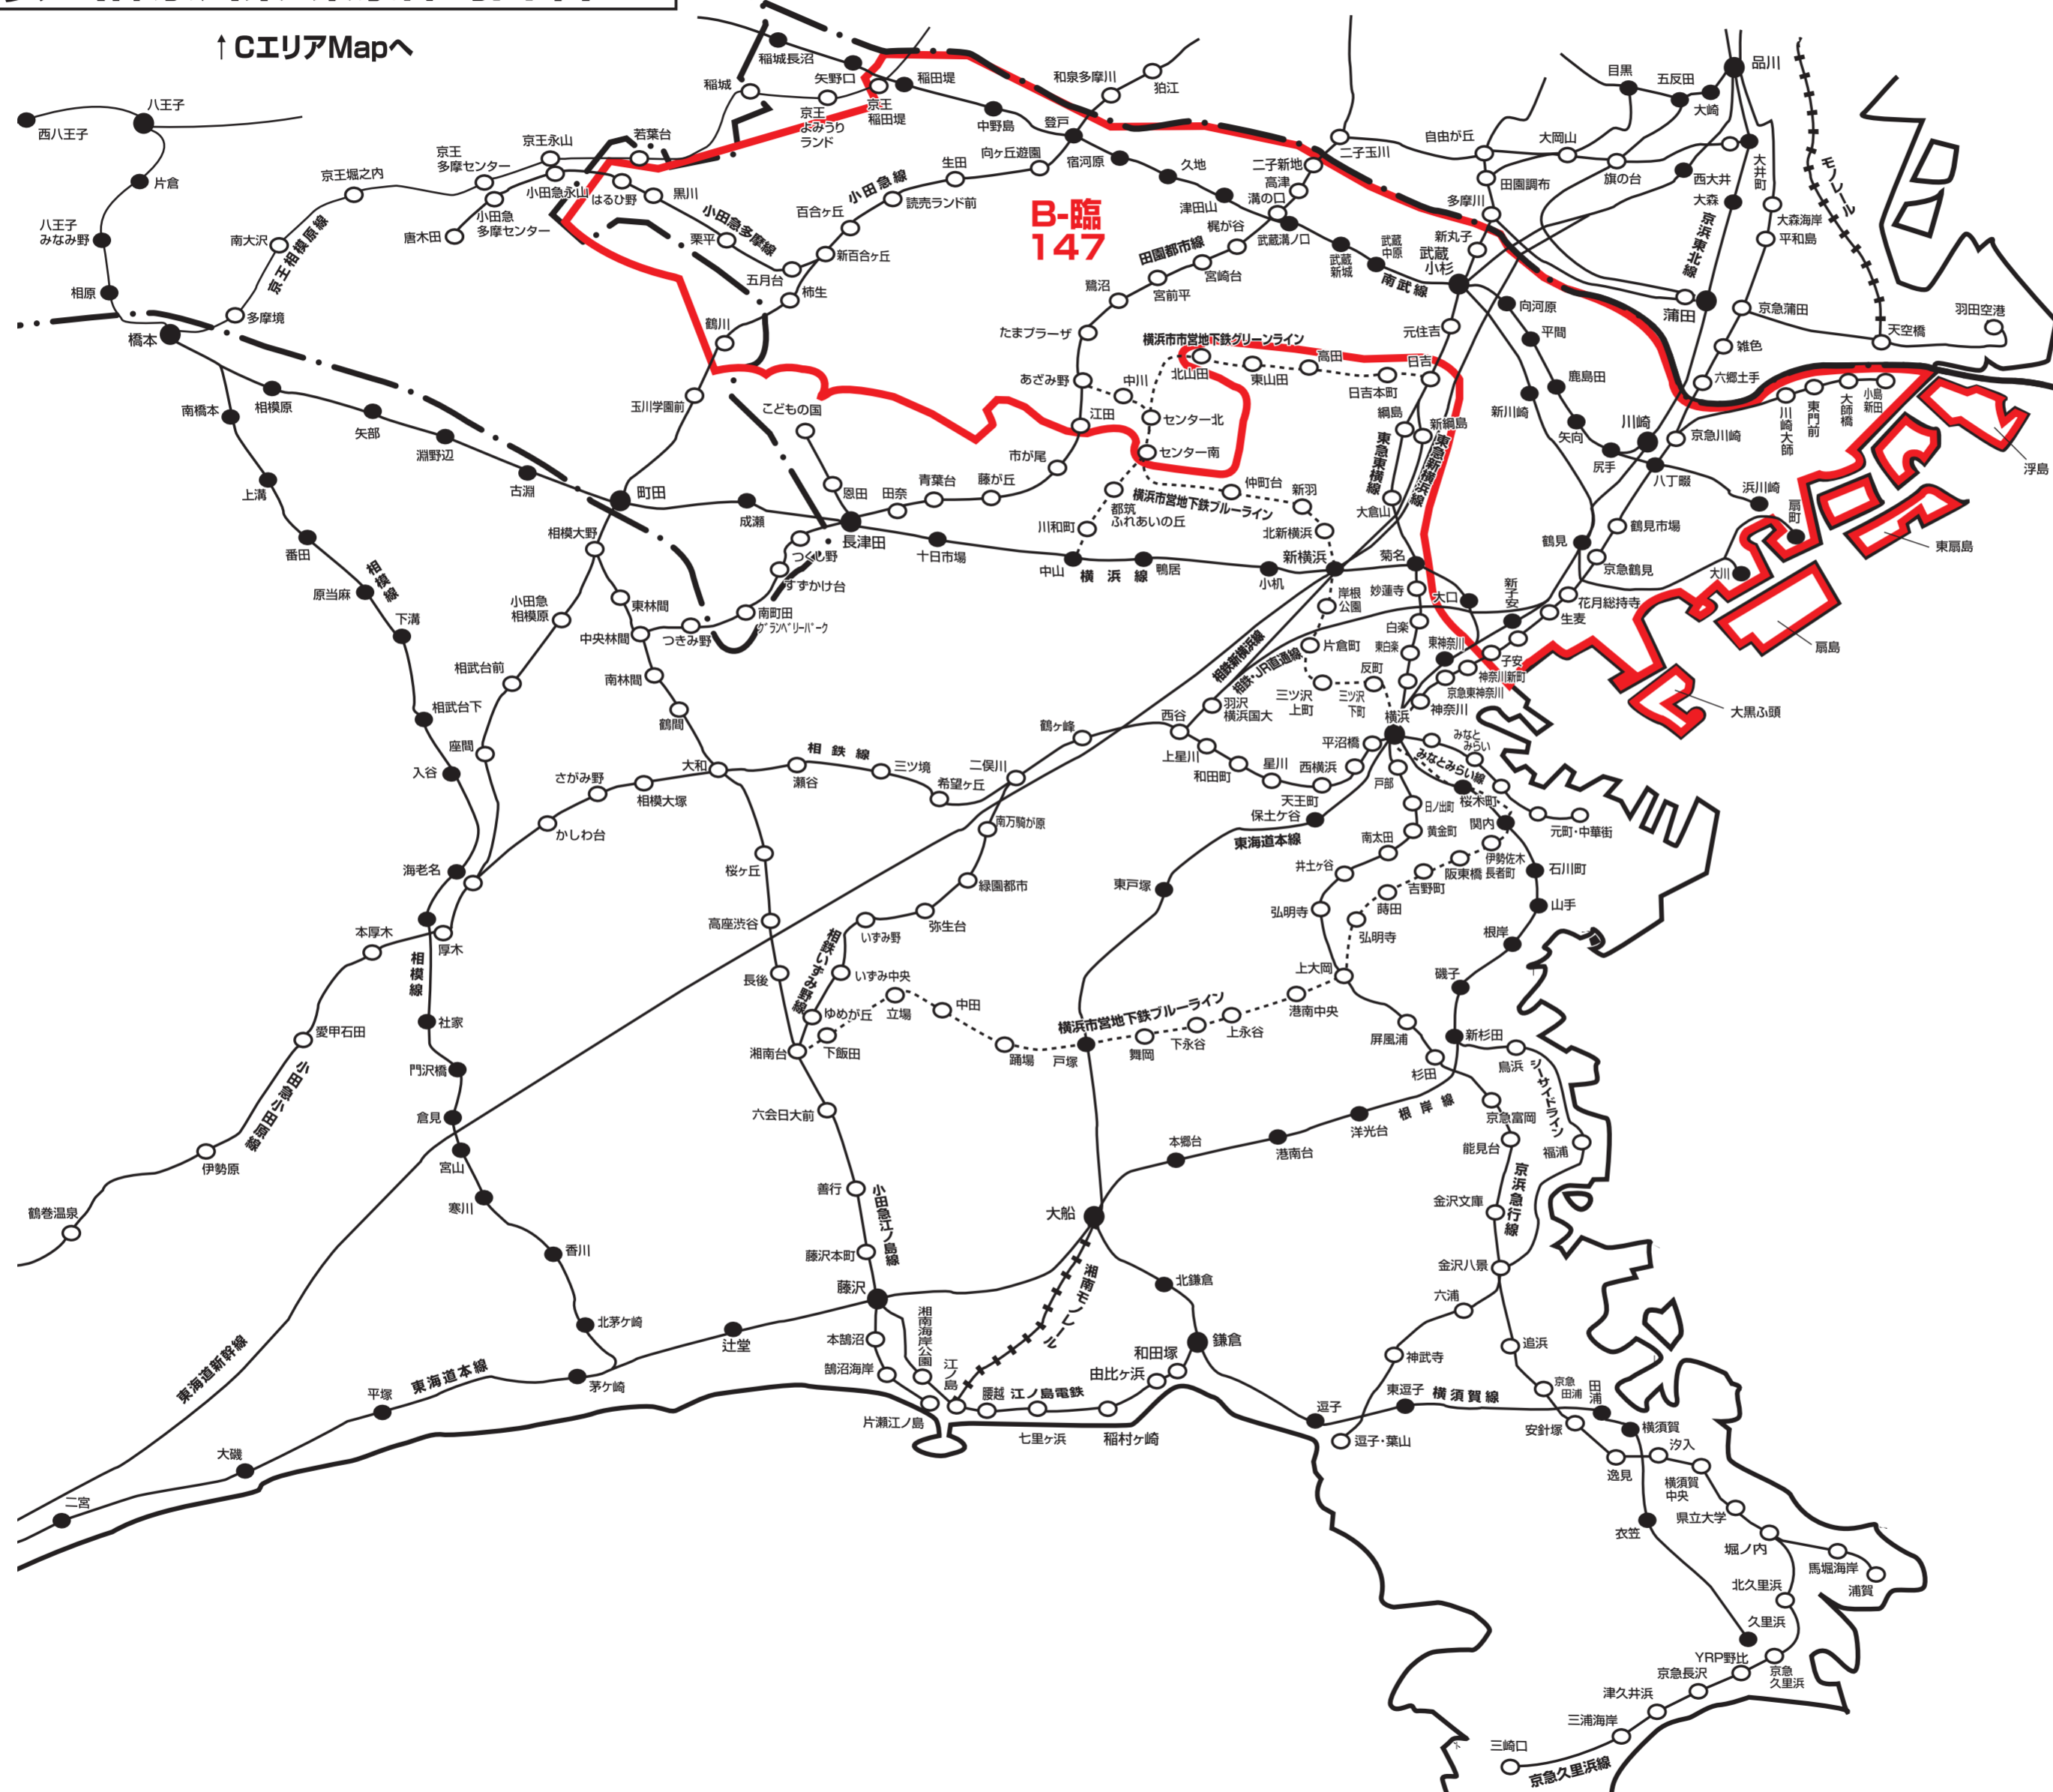 ↑CエリアMapへ
稲城長沼
矢野口
稲田堤
稲城
京王
よみうり
ランド
京王
稲田堤
和泉多摩川
狛江
中野島
登戸
宿河原
久地
津田山
目黒
五反田
品川
大崎
西八王子
八王子
片倉
八王子
みなみ野
相原
橋本
京王堀之内
京王
多摩センター
京王永山
若葉台
南大沢
京王相模原線
多摩境
小田急
多摩センター
唐木田
小田急永山
はるひ野
黒川
小田急多摩線
栗平
五月台
柿生
鶴川
新百合ヶ丘
百合ヶ丘
小田急線
読売ランド前
生田
向ヶ丘遊園
B-臨
147
二子新地
高津
溝の口
武蔵溝ノ口
梶が谷
田園都市線
宮崎台
宮前平
鷺沼
たまプラーザ
あざみ野
江田
市が尾
藤が丘
青葉台
田奈
恩田
こどもの国
長津田
二子玉川
自由が丘
大岡山
旗の台
田園調布
多摩川
新丸子
武蔵
小杉
武蔵
新城
武蔵
中原
南武線
元住吉
日吉
向河原
平間
鹿島田
矢向
尻手
新川崎
川崎
西大井
大井町
大森
京浜東北線
蒲田
大森海岸
平和島
京急蒲田
雑色
六郷土手
京急川崎
モノレール
天空橋
羽田空港
川崎大師
東門前
大師橋
小島
新田
浮島
東扇島
扇島
大黒ふ頭
八丁畷
浜川崎
扇町
大川
鶴見市場
鶴見
京急鶴見
花月総持寺
生麦
新子安
子安
神奈川新町
京急東神奈川
神奈川
東神奈川
大口
横浜市市営地下鉄グリーンライン
北山田
東山田
高田
日吉本町
中川
センター北
センター南
都筑
ふれあいの丘
川和町
横浜市営地下鉄ブルーライン
仲町台
新羽
北新横浜
新横浜
綱島
新綱島
東急東横線
東急新横浜線
大倉山
菊名
妙蓮寺
白楽
東白楽
反町
横浜
岸根
公園
片倉町
三ツ沢
上町
三ツ沢
下町
相鉄新横浜線
相鉄・JR直通線
羽沢
横浜国大
南橋本
相模原
矢部
淵野辺
古淵
町田
成瀬
玉川学園前
つくし野
すずかけ台
南町田
グランベリーパーク
つきみ野
十日市場
中山
横浜線
鴨居
小机
上溝
番田
相模線
原当麻
下溝
相武台下
入谷
海老名
相模大野
小田急
相模原
相武台前
座間
東林間
中央林間
南林間
鶴間
大和
相鉄線
瀬谷
三ツ境
希望ヶ丘
二俣川
鶴ヶ峰
西谷
上星川
和田町
星川
天王町
西横浜
平沼橋
さがみ野
相模大塚
かしわ台
保土ケ谷
東海道本線
東戸塚
戸部
日ノ出町
黄金町
南太田
井土ヶ谷
弘明寺
上大岡
みなと
みらい
みなとみらい線
桜木町
関内
元町・中華街
伊勢佐木
長者町
阪東橋
吉野町
蒔田
弘明寺
石川町
山手
根岸
磯子
新杉田
南万騎が原
緑園都市
弥生台
いずみ野
相鉄いずみ野線
いずみ中央
ゆめが丘
湘南台
桜ヶ丘
高座渋谷
長後
下飯田
立場
中田
踊場
戸塚
横浜市営地下鉄ブルーライン
舞岡
下永谷
上永谷
港南中央
本厚木
厚木
相模線
社家
門沢橋
倉見
宮山
寒川
香川
北茅ケ崎
茅ケ崎
愛甲石田
小田急小田原線
伊勢原
鶴巻温泉
六会日大前
善行
小田急江ノ島線
藤沢本町
藤沢
本鵠沼
鵠沼海岸
片瀬江ノ島
湘南海岸公園
江ノ島
腰越
江ノ島電鉄
七里ヶ浜
稲村ヶ崎
由比ヶ浜
和田塚
鎌倉
北鎌倉
大船
湘南モノレール
本郷台
港南台
洋光台
根岸線
屏風浦
杉田
鳥浜
シーサイドライン
京急富岡
能見台
福浦
京浜急行線
金沢文庫
金沢八景
六浦
神武寺
追浜
京急
田浦
田浦
逗子
東逗子
横須賀線
逗子・葉山
安針塚
横須賀
逸見
汐入
横須賀
中央
県立大学
衣笠
堀ノ内
馬堀海岸
浦賀
北久里浜
久里浜
京急
久里浜
YRP野比
京急長沢
津久井浜
三浦海岸
三崎口
京急久里浜線
東海道新幹線
東海道本線
辻堂
平塚
大磯
二宮